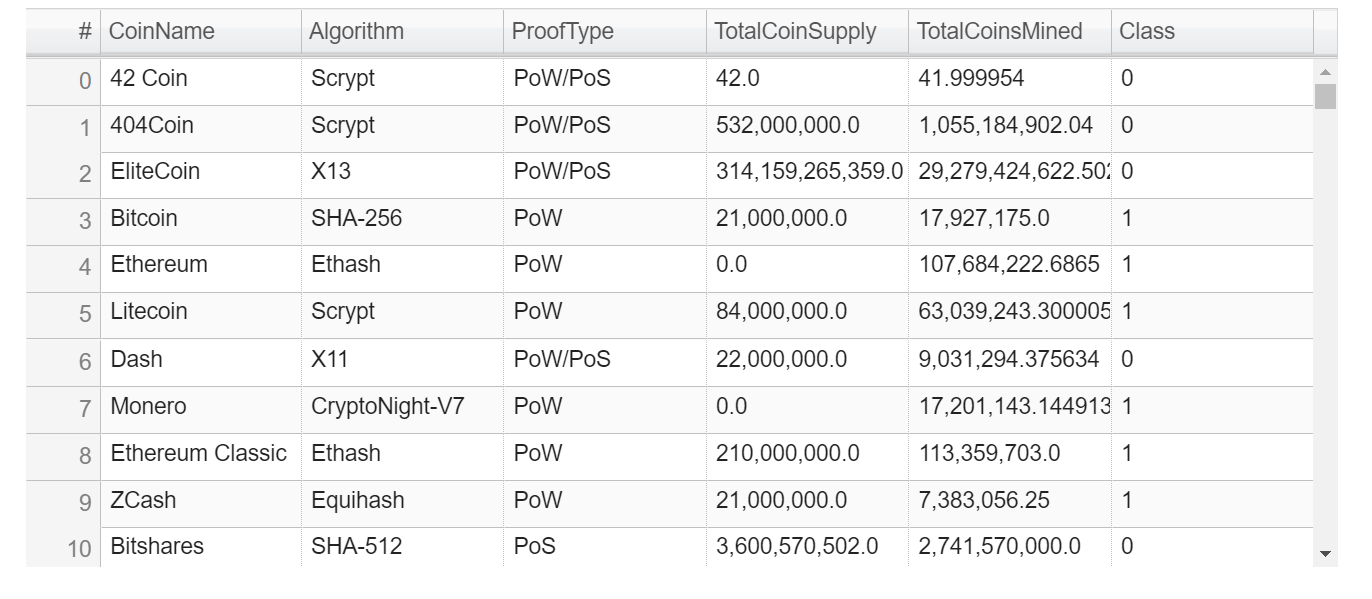 # CoinName Algorithm ProofType TotalCoinSupply TotalCoinsMined Class
0 42 Coin Scrypt PoW/PoS 42.0 41.999954 0
1 404Coin Scrypt PoW/PoS 532,000,000.0 1,055,184,902.04 0
2 EliteCoin X13 PoW/PoS 314,159,265,359.0 29,279,424,622.502 0
3 Bitcoin SHA-256 PoW 21,000,000.0 17,927,175.0 1
4 Ethereum Ethash PoW 0.0 107,684,222.6865 1
5 Litecoin Scrypt PoW 84,000,000.0 63,039,243.300005 1
6 Dash X11 PoW/PoS 22,000,000.0 9,031,294.375634 0
7 Monero CryptoNight-V7 PoW 0.0 17,201,143.144913 1
8 Ethereum Classic Ethash PoW 210,000,000.0 113,359,703.0 1
9 ZCash Equihash PoW 21,000,000.0 7,383,056.25 1
10 Bitshares SHA-512 PoS 3,600,570,502.0 2,741,570,000.0 0